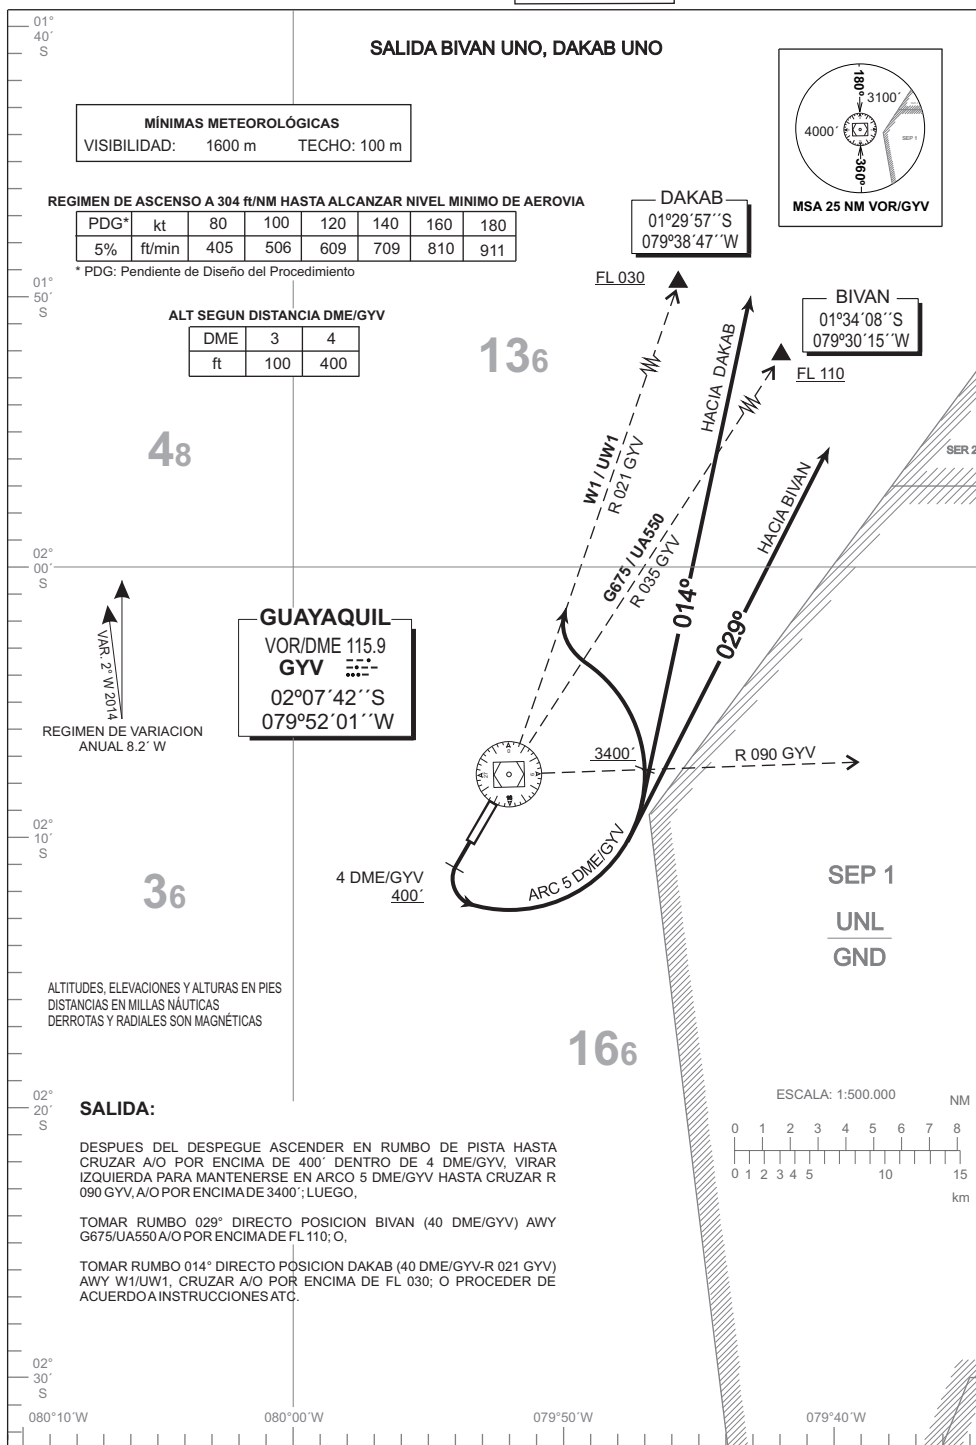 SALIDA BIVAN UNO, DAKAB UNO
01°
40´
S
180º
3100´
4000´
SEP 1
360º
MSA 25 NM VOR/GYV
MÍNIMAS METEOROLÓGICAS
VISIBILIDAD: 1600 m TECHO: 100 m
REGIMEN DE ASCENSO A 304 ft/NM HASTA ALCANZAR NIVEL MINIMO DE AEROVIA
PDG* kt 80 100 120 140 160 180
5% ft/min 405 506 609 709 810 911
* PDG: Pendiente de Diseño del Procedimiento
DAKAB
01º29´57´´S
079º38´47´´W
FL 030
BIVAN
01º34´08´´S
079º30´15´´W
FL 110
01°
50´
S
ALT SEGUN DISTANCIA DME/GYV
DME 3 4
ft 100 400
136
48
HACIA DAKAB
HACIA BIVAN
W1 / UW1
R 021 GYV
G675 / UA550
R 035 GYV
SER 2
02°
00´
S
014º
029º
VAR. 2° W 2014
REGIMEN DE VARIACION
ANUAL 8.2´ W
GUAYAQUIL
VOR/DME 115.9
GYV
02º07´42´´S
079º52´01´´W
3400´
R 090 GYV
02°
10´
S
4 DME/GYV
400´
ARC 5 DME/GYV
36
SEP 1
UNL
GND
ALTITUDES, ELEVACIONES Y ALTURAS EN PIES
DISTANCIAS EN MILLAS NÁUTICAS
DERROTAS Y RADIALES SON MAGNÉTICAS
166
02°
20´
S
ESCALA: 1:500.000
NM
0 1 2 3 4 5 6 7 8
0 1 2 3 4 5 10 15
km
SALIDA:
DESPUES DEL DESPEGUE ASCENDER EN RUMBO DE PISTA HASTA
CRUZAR A/O POR ENCIMA DE 400´ DENTRO DE 4 DME/GYV, VIRAR
IZQUIERDA PARA MANTENERSE EN ARCO 5 DME/GYV HASTA CRUZAR R
090 GYV, A/O POR ENCIMA DE 3400´; LUEGO,
TOMAR RUMBO 029° DIRECTO POSICION BIVAN (40 DME/GYV) AWY
G675/UA550 A/O POR ENCIMA DE FL 110; O,
TOMAR RUMBO 014° DIRECTO POSICION DAKAB (40 DME/GYV-R 021 GYV)
AWY W1/UW1, CRUZAR A/O POR ENCIMA DE FL 030; O PROCEDER DE
ACUERDO A INSTRUCCIONES ATC.
02°
30´
S
080°10´W 080°00´W 079°50´W 079°40´W